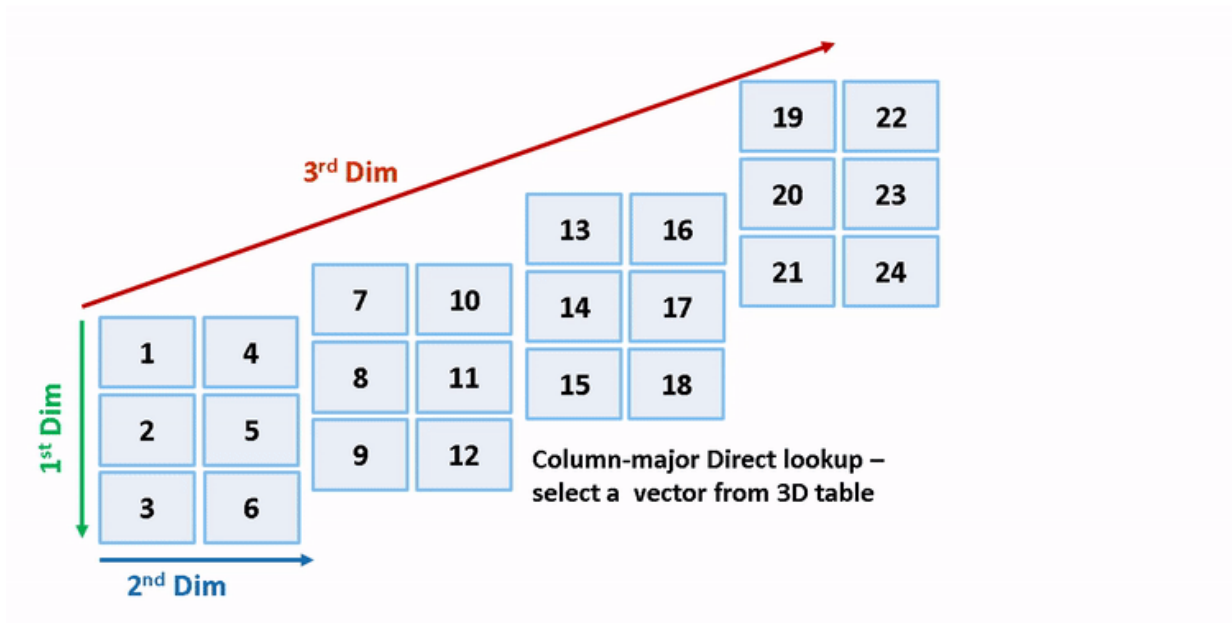 3rd Dim
19 22
20 23
21 24
13 16
14 17
15 18
7 10
8 11
9 12
1 4
2 5
3 6
1st Dim
2nd Dim
Column-major Direct lookup –
select a vector from 3D table